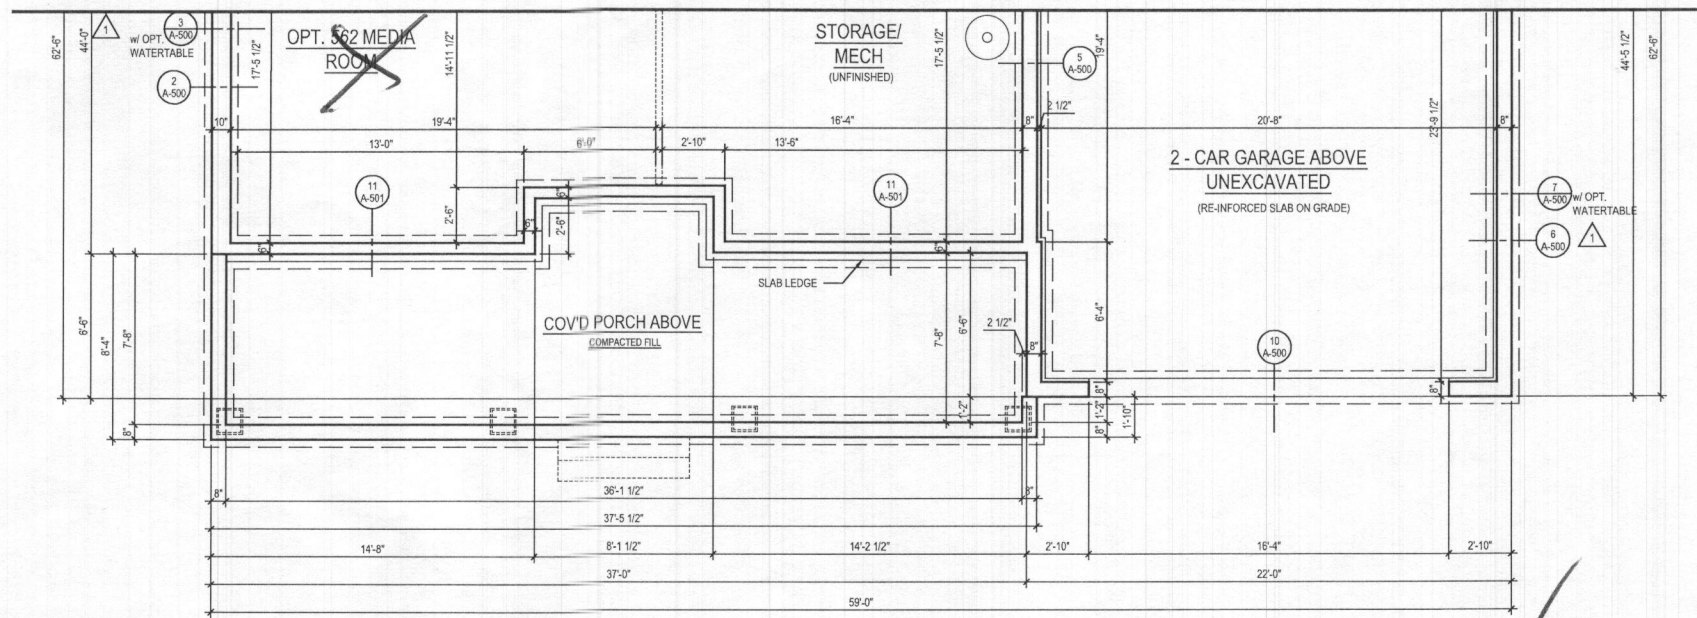 62'-6"
44'-0"
1
w/ OPT.
WATERTABLE
3
A-500
2
A-500
17'-5 1/2"
OPT. 562 MEDIA
ROOM
14'-11 1/2"
STORAGE/
MECH
(UNFINISHED)
17'-5 1/2"
5
A-500
19'-4"
44'-5 1/2"
62'-6"
10"
19'-4"
16'-4"
8"
2 1/2"
20'-8"
23'-9 1/2"
8"
13'-0"
2'-10"
13'-6"
2 - CAR GARAGE ABOVE
UNEXCAVATED
(RE-INFORCED SLAB ON GRADE)
11
A-501
11
A-501
7
A-500
w/ OPT.
WATERTABLE
6
A-500
1
2'-6"
6"
2'-6"
6"
6"
6"
SLAB LEDGE
COV'D PORCH ABOVE
COMPACTED FILL
6'-6"
8'-4"
7'-8"
8"
7'-8"
6'-6"
2 1/2"
8"
6'-4"
10
A-500
8"
8"
1'-2"
1'-2"
1'-10"
8"
8"
36'-1 1/2"
8"
37'-5 1/2"
14'-8"
8'-1 1/2"
14'-2 1/2"
2'-10"
16'-4"
2'-10"
37'-0"
22'-0"
59'-0"